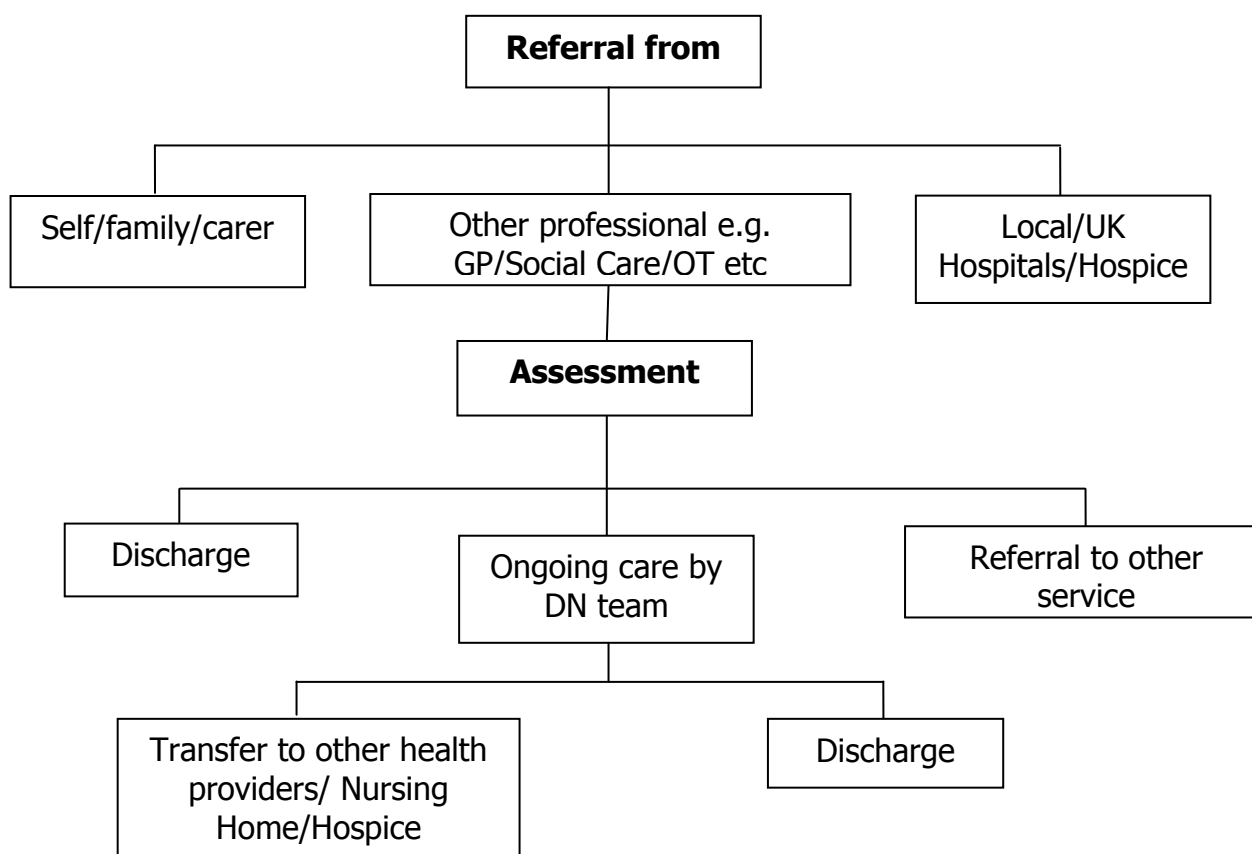 Referral from
Self/family/carer
Other professional e.g.
GP/Social Care/OT etc
Local/UK
Hospitals/Hospice
Assessment
Discharge
Ongoing care by
DN team
Referral to other
service
Transfer to other health
providers/ Nursing
Home/Hospice
Discharge